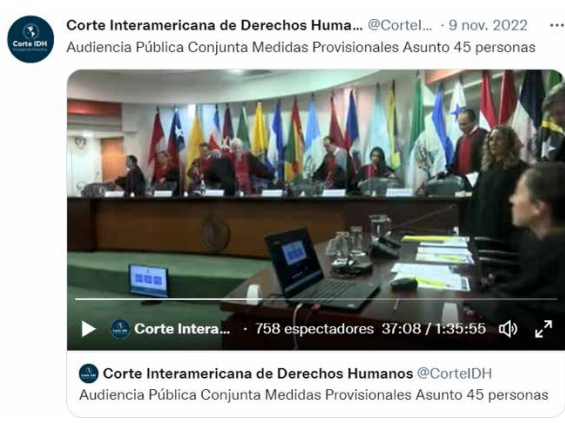 Corte Interamericana de Derechos Huma... @CorteI... · 9 nov. 2022 ···
Corte IDH
Audiencia Pública Conjunta Medidas Provisionales Asunto 45 personas
Corte Intera... · 758 espectadores 37:08 / 1:35:55
Corte Interamericana de Derechos Humanos @CorteIDH
Audiencia Pública Conjunta Medidas Provisionales Asunto 45 personas